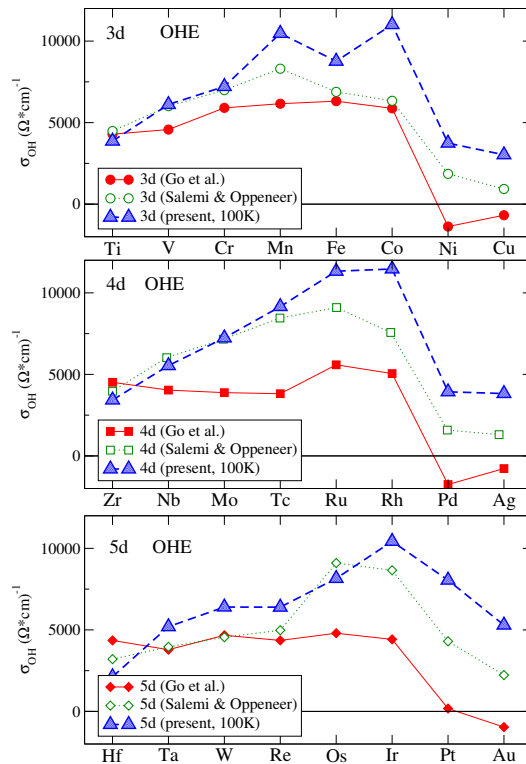 3d OHE
10000
5000
0
σOH (Ω*cm)-1
3d (Go et al.)
3d (Salemi & Oppeneer)
3d (present, 100K)
Ti V Cr Mn Fe Co Ni Cu
4d OHE
10000
5000
0
σOH (Ω*cm)-1
4d (Go et al.)
4d (Salemi & Oppeneer)
4d (present, 100K)
Zr Nb Mo Tc Ru Rh Pd Ag
5d OHE
10000
5000
0
σOH (Ω*cm)-1
5d (Go et al.)
5d (Salemi & Oppeneer)
5d (present, 100K)
Hf Ta W Re Os Ir Pt Au